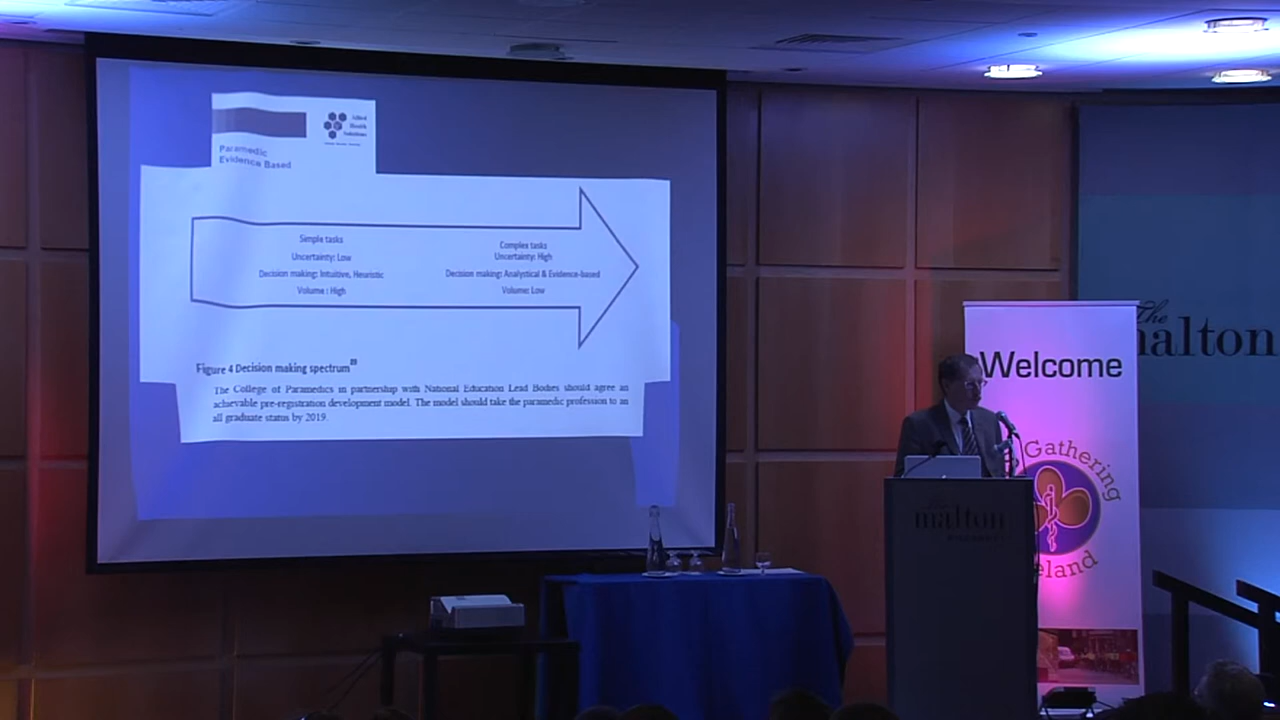 Allied
Health
Solutions
Paramedic
Evidence Based
Simple tasks
Uncertainty: Low
Decision making: Intuitive, Heuristic
Volume : High
Complex tasks
Uncertainty: High
Decision making: Analytical & Evidence-based
Volume: Low
Figure 4 Decision making spectrum89
The College of Paramedics in partnership with National Education Lead Bodies should agree an
achievable pre-registration development model. The model should take the paramedic profession to an
all graduate status by 2019.
Welcome
Gathering
eland
malton
The
malton